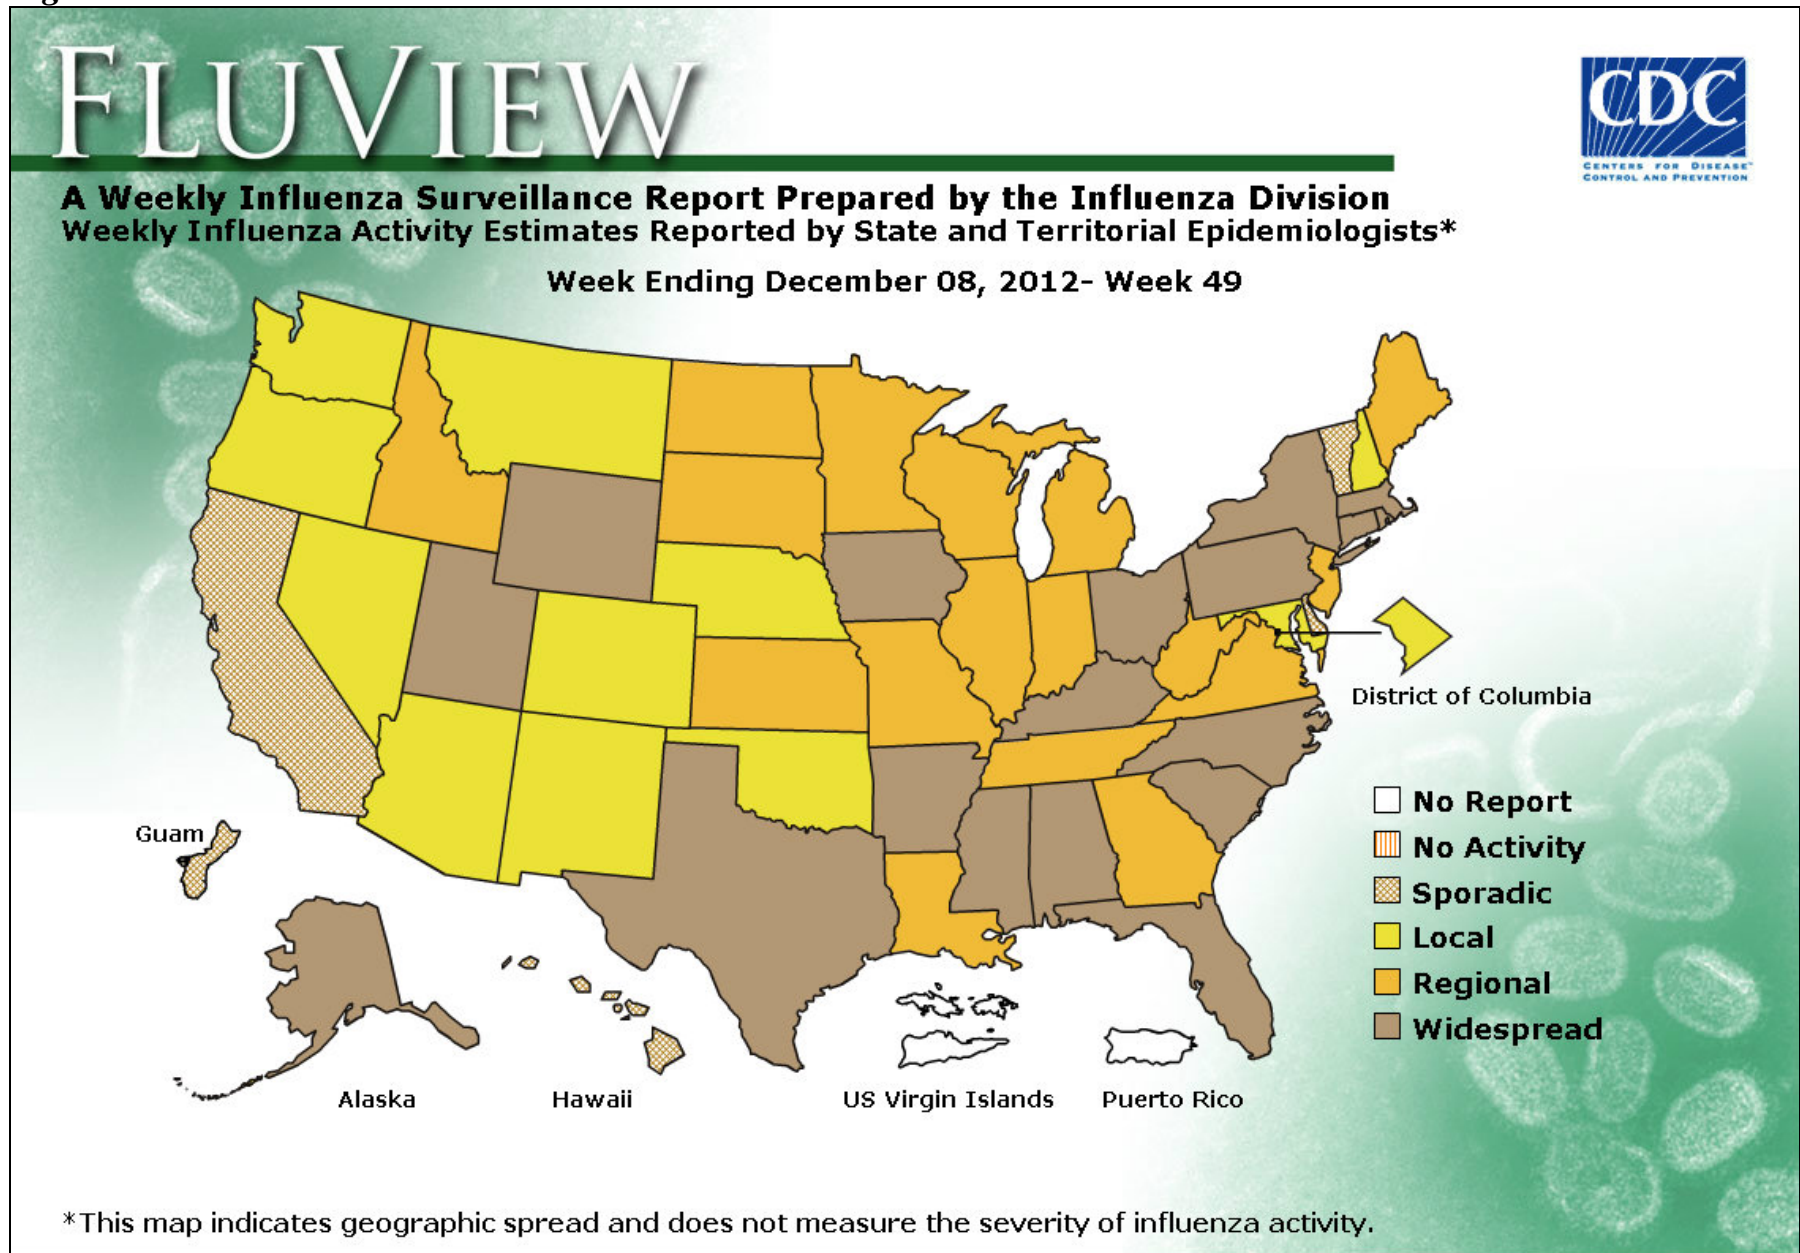 FLUVIEW
CDC
CENTERS FOR DISEASE™
CONTROL AND PREVENTION
A Weekly Influenza Surveillance Report Prepared by the Influenza Division
Weekly Influenza Activity Estimates Reported by State and Territorial Epidemiologists*
Week Ending December 08, 2012- Week 49
District of Columbia
No Report
No Activity
Sporadic
Local
Regional
Widespread
Guam
Alaska
Hawaii
US Virgin Islands
Puerto Rico
*This map indicates geographic spread and does not measure the severity of influenza activity.